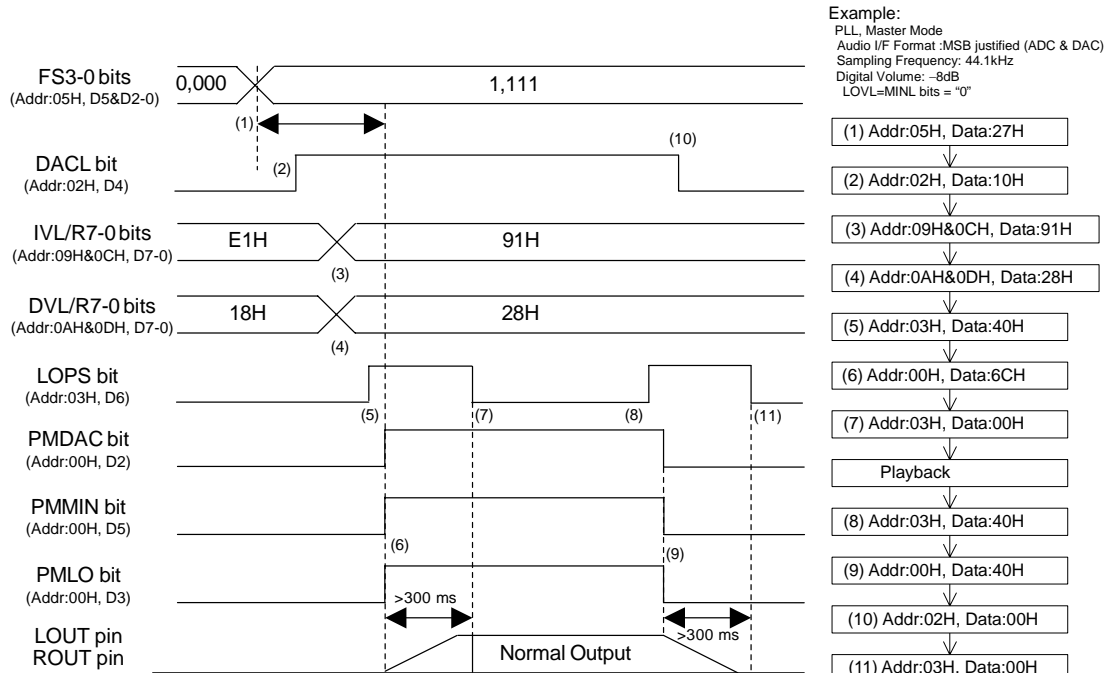 Example:
PLL, Master Mode
Audio I/F Format :MSB justified (ADC & DAC)
Sampling Frequency: 44.1kHz
Digital Volume: −8dB
LOVL=MINL bits = “0”
FS3-0 bits
(Addr:05H, D5&D2-0)
0,000
1,111
(1)
DACL bit
(Addr:02H, D4)
(2)
(10)
IVL/R7-0 bits
(Addr:09H&0CH, D7-0)
E1H
91H
(3)
DVL/R7-0 bits
(Addr:0AH&0DH, D7-0)
18H
28H
(4)
LOPS bit
(Addr:03H, D6)
(5)
(7)
(8)
(11)
PMDAC bit
(Addr:00H, D2)
PMMIN bit
(Addr:00H, D5)
(6)
(9)
PMLO bit
(Addr:00H, D3)
>300 ms
>300 ms
LOUT pin
ROUT pin
Normal Output
(1) Addr:05H, Data:27H
(2) Addr:02H, Data:10H
(3) Addr:09H&0CH, Data:91H
(4) Addr:0AH&0DH, Data:28H
(5) Addr:03H, Data:40H
(6) Addr:00H, Data:6CH
(7) Addr:03H, Data:00H
Playback
(8) Addr:03H, Data:40H
(9) Addr:00H, Data:40H
(10) Addr:02H, Data:00H
(11) Addr:03H, Data:00H